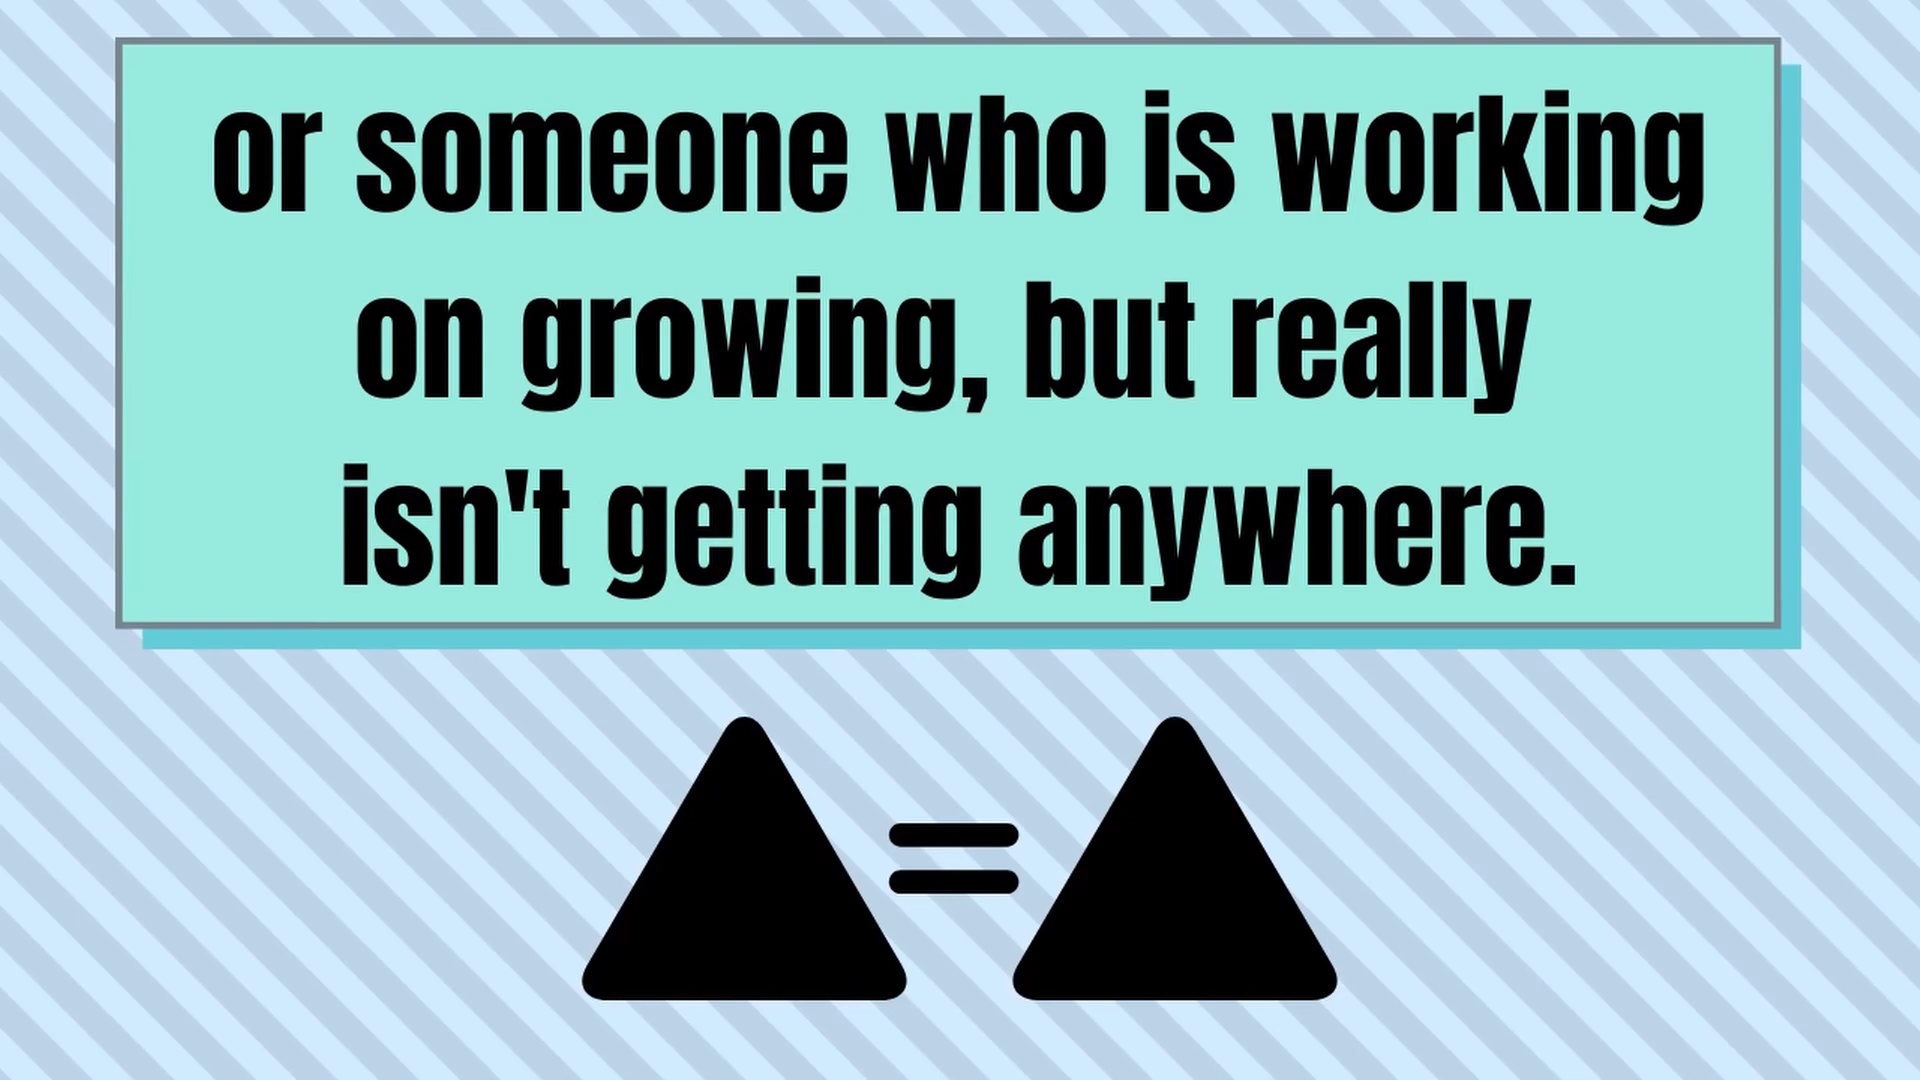 or someone who is working
on growing, but really
isn't getting anywhere.
=